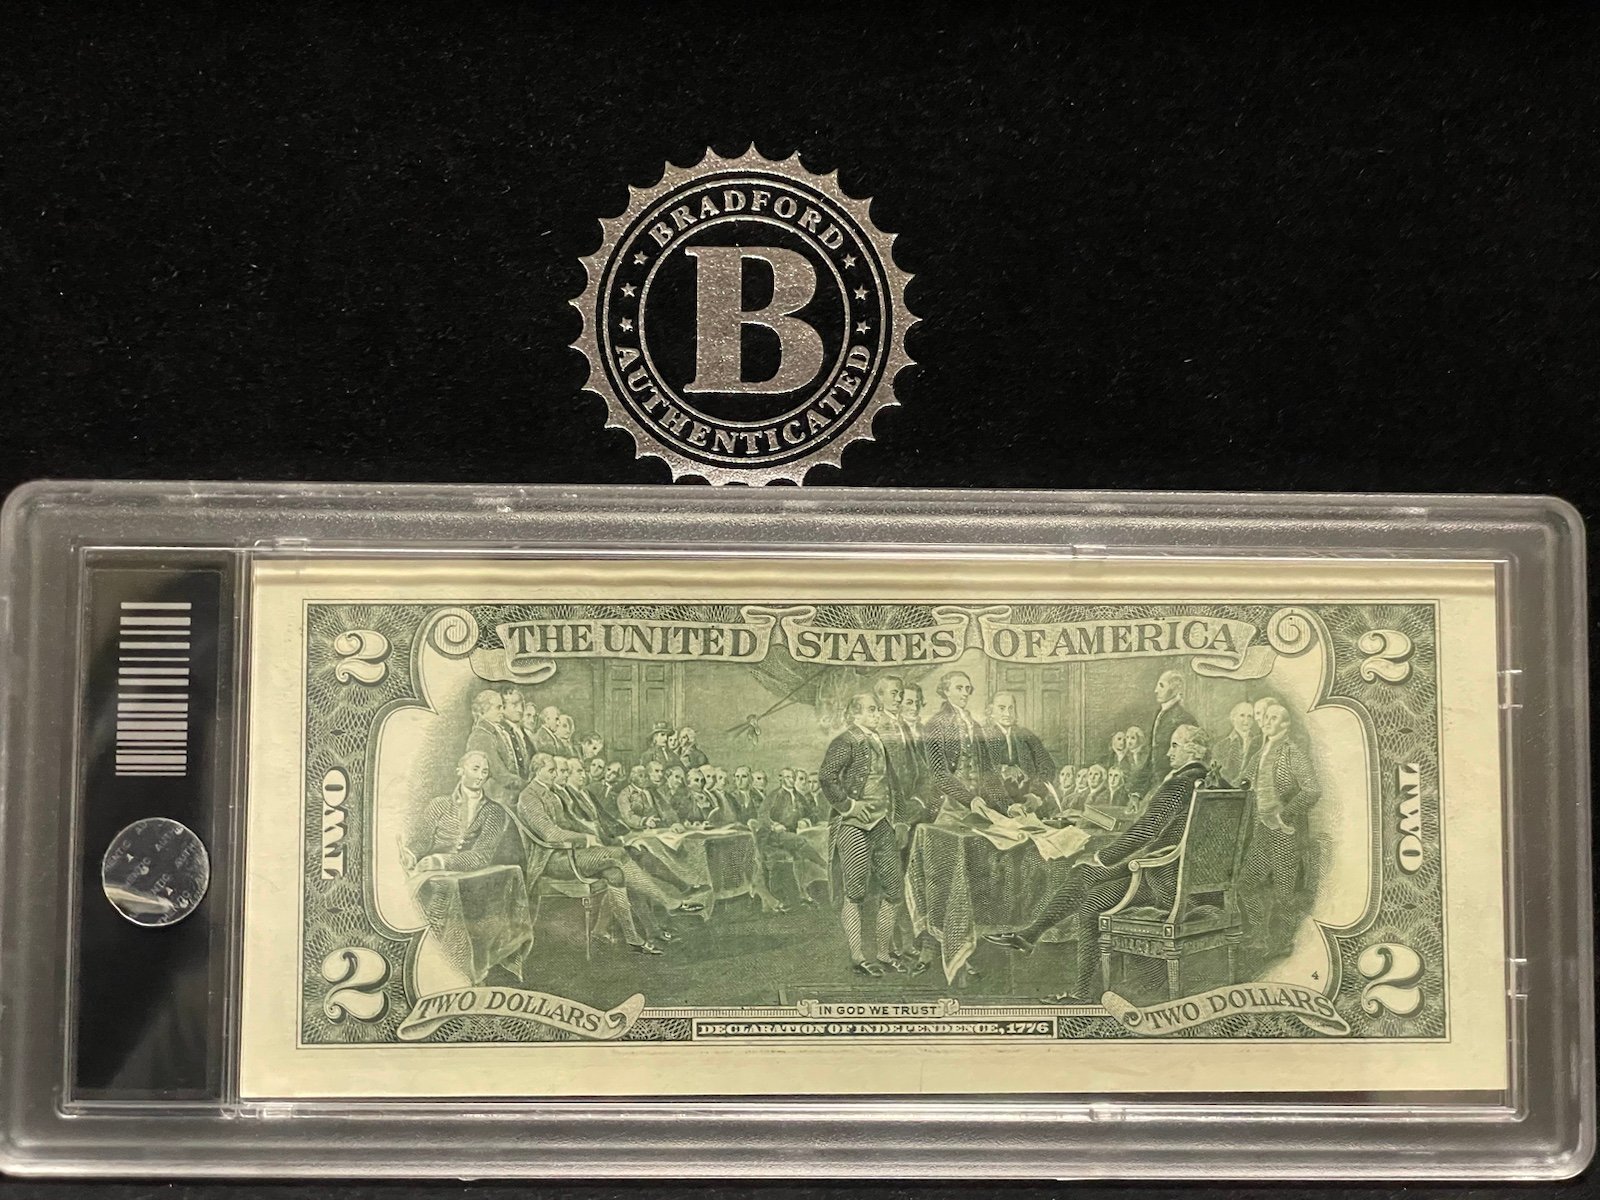 BRADFORD
B
AUTHENTICATED
THE UNITED STATES OF AMERICA
2
2
TWO
TWO
2
2
4
TWO DOLLARS
IN GOD WE TRUST
TWO DOLLARS
DECLARATION OF INDEPENDENCE, 1776